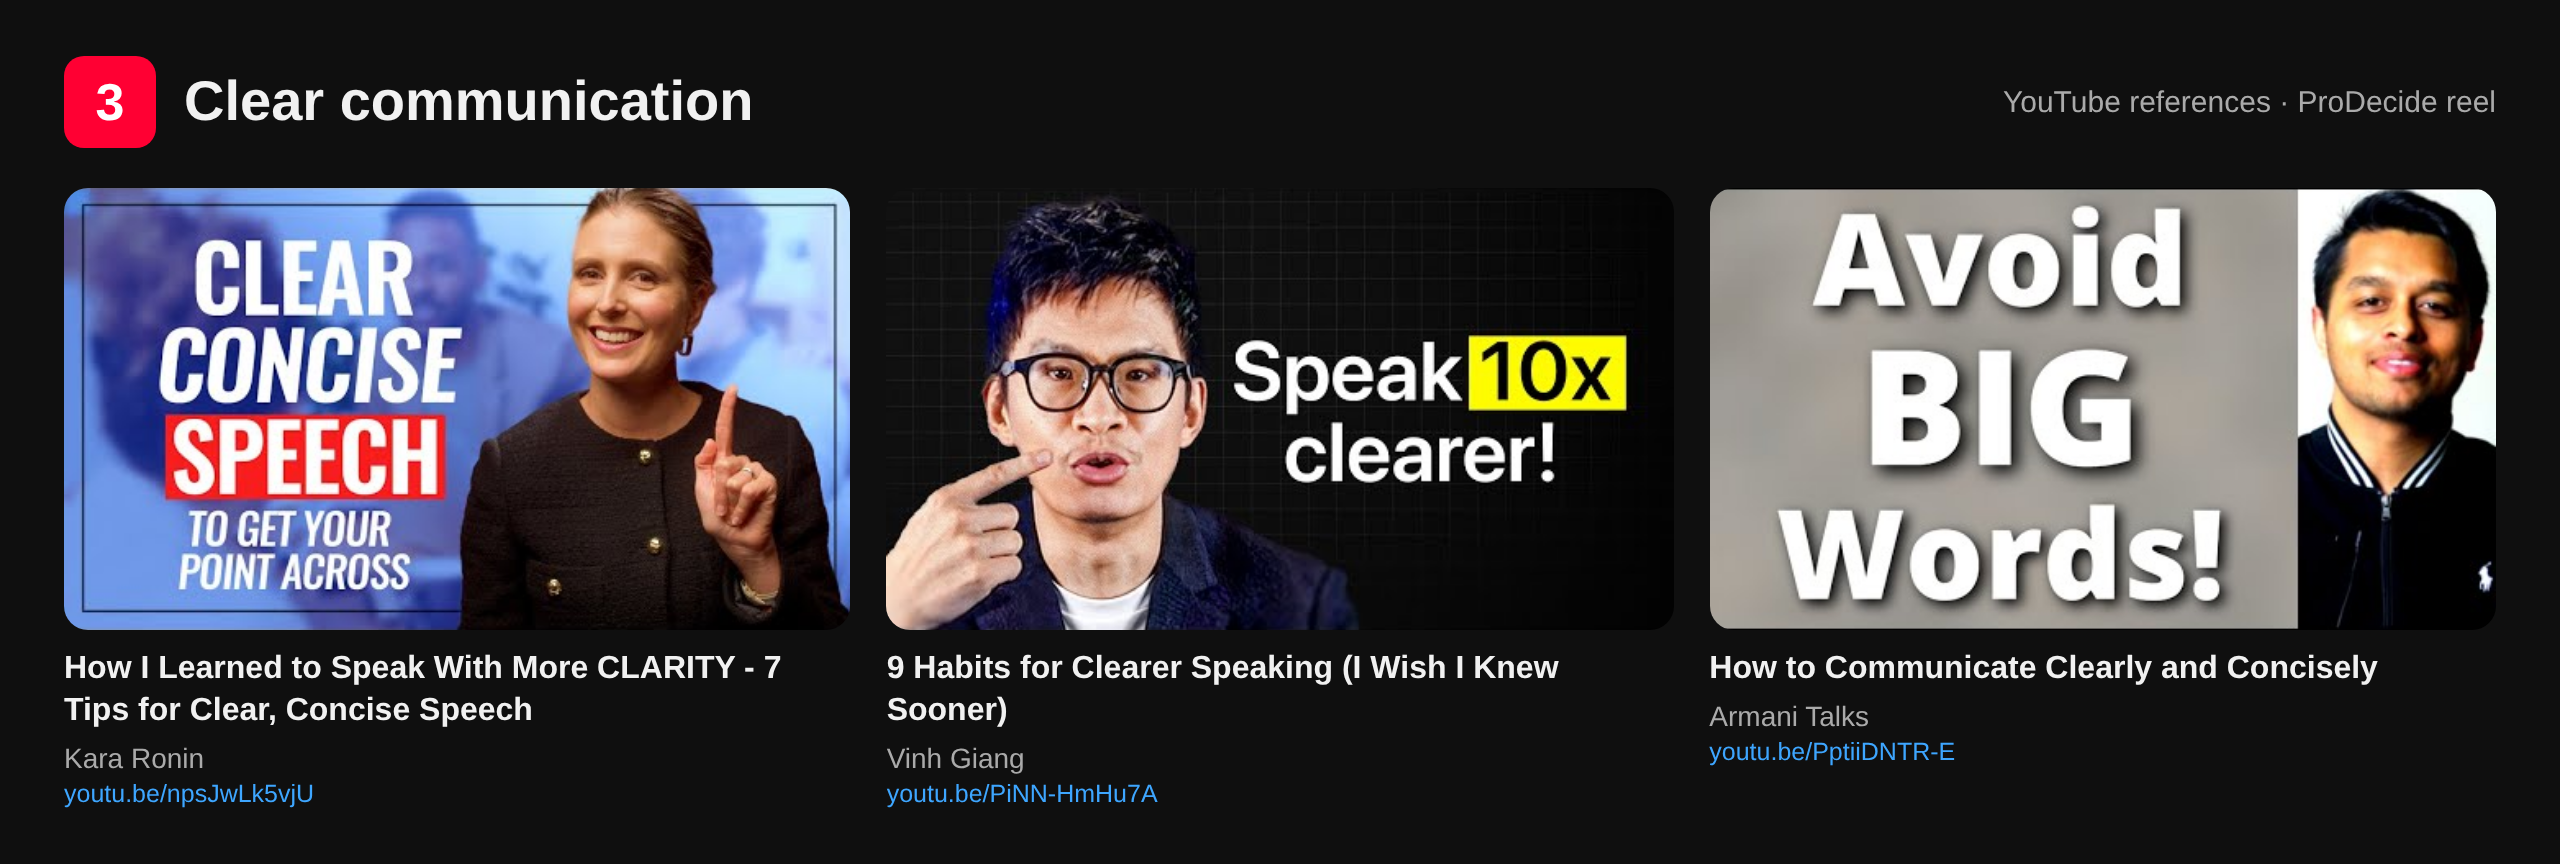 3
Clear communication
YouTube references · ProDecide reel
CLEAR
CONCISE
SPEECH
TO GET YOUR
POINT ACROSS
Speak 10x
clearer!
Avoid
BIG
Words!
How I Learned to Speak With More CLARITY - 7
Tips for Clear, Concise Speech
Kara Ronin
youtu.be/npsJwLk5vjU
9 Habits for Clearer Speaking (I Wish I Knew
Sooner)
Vinh Giang
youtu.be/PiNN-HmHu7A
How to Communicate Clearly and Concisely
Armani Talks
youtu.be/PptiiDNTR-E